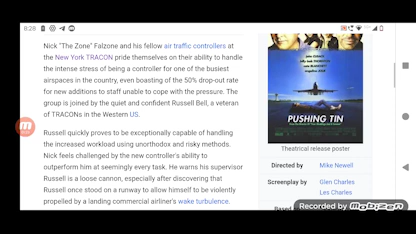 8:28
Nick "The Zone" Falzone and his fellow air traffic controllers at
the New York TRACON pride themselves on their ability to handle
the intense stress of being a controller for one of the busiest
airspaces in the country, even boasting of the 50% drop-out rate
for new additions to staff unable to cope with the pressure. The
group is joined by the quiet and confident Russell Bell, a veteran
of TRACONs in the Western US.
Russell quickly proves to be exceptionally capable of handling
the increased workload using unorthodox and risky methods.
Nick feels challenged by the new controller's ability to
outperform him at seemingly every task. He warns his supervisor
Russell is a loose cannon, especially after discovering that
Russell once stood on a runway to allow himself to be violently
propelled by a landing commercial airliner's wake turbulence.
PUSHING TIN
Theatrical release poster
Directed by Mike Newell
Screenplay by Glen Charles
Les Charles
Based
Recorded by mobizen